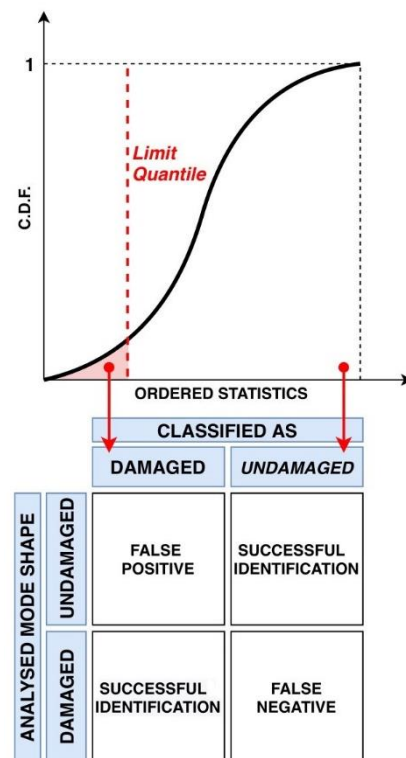 1
Limit
Quantile
C.D.F.
0
ORDERED STATISTICS
CLASSIFIED AS
DAMAGED
UNDAMAGED
ANALYSED MODE SHAPE
UNDAMAGED
FALSE
POSITIVE
SUCCESSFUL
IDENTIFICATION
DAMAGED
SUCCESSFUL
IDENTIFICATION
FALSE
NEGATIVE